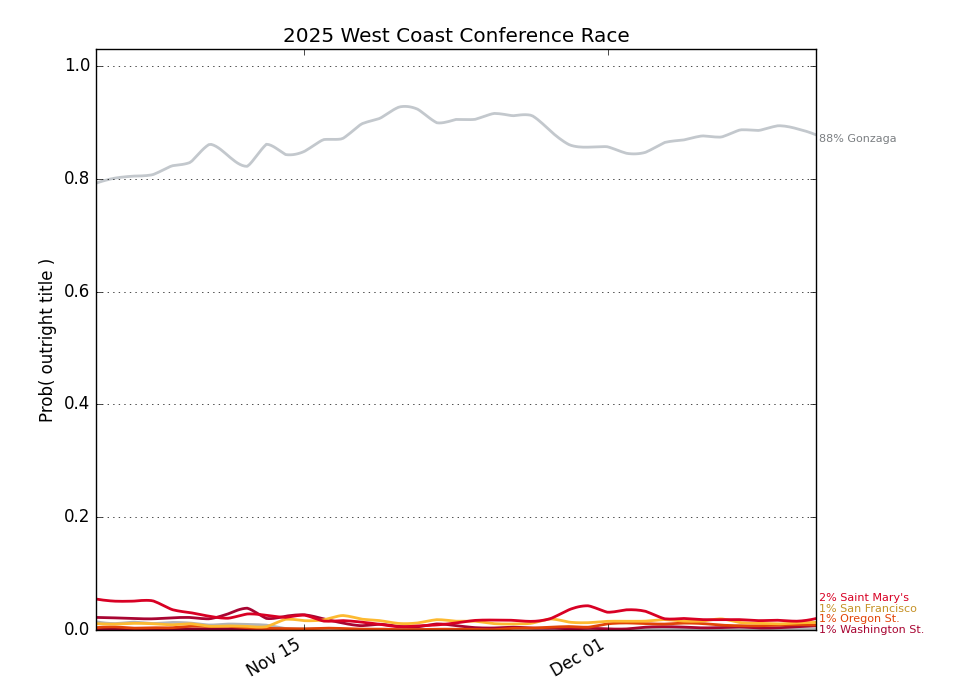 2025 West Coast Conference Race
1.0
0.8
0.6
0.4
0.2
0.0
Prob( outright title )
Nov 15
Dec 01
88% Gonzaga
2% Saint Mary's
1% San Francisco
1% Oregon St.
1% Washington St.